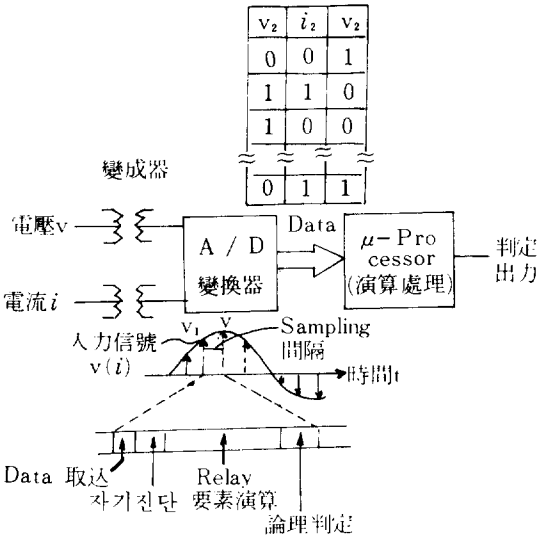 v₂ i₂ v₂
0 0 1
1 1 0
1 0 0
0 1 1
變成器
電壓v
電流i
A / D
變換器
Data
μ-Pro
cessor
(演算處理)
判定
出力
入力信號
v(i)
v₁
v
Sampling
間隔
時間t
Data 取込
자기진단
Relay
要素演算
論理判定